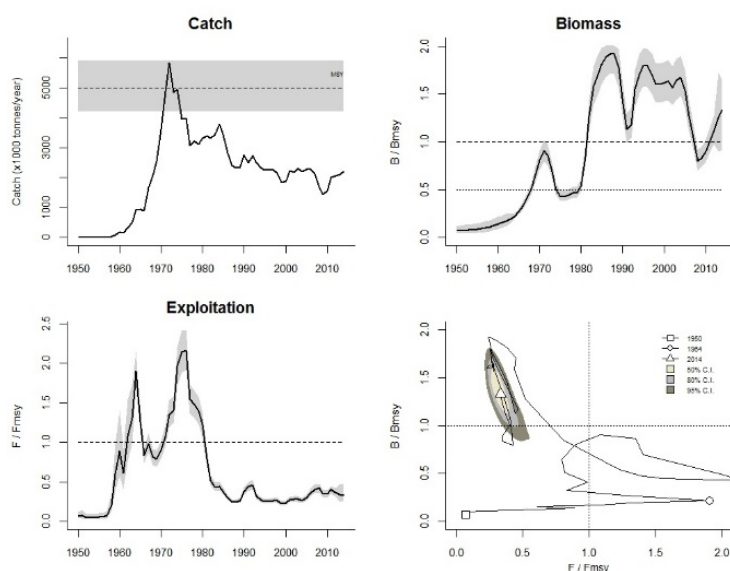 Catch
Catch (x1000 tonnes/year)
5000
3000
1000
0
MSY
1950 1960 1970 1980 1990 2000 2010
Biomass
B / Bmsy
2.0
1.5
1.0
0.5
0.0
1950 1960 1970 1980 1990 2000 2010
Exploitation
F / Fmsy
2.5
2.0
1.5
1.0
0.5
0.0
1950 1960 1970 1980 1990 2000 2010
B / Bmsy
2.0
1.5
1.0
0.5
0.0
1950
1964
2014
50% C.I.
80% C.I.
95% C.I.
0.0 0.5 1.0 1.5 2.0
F / Fmsy